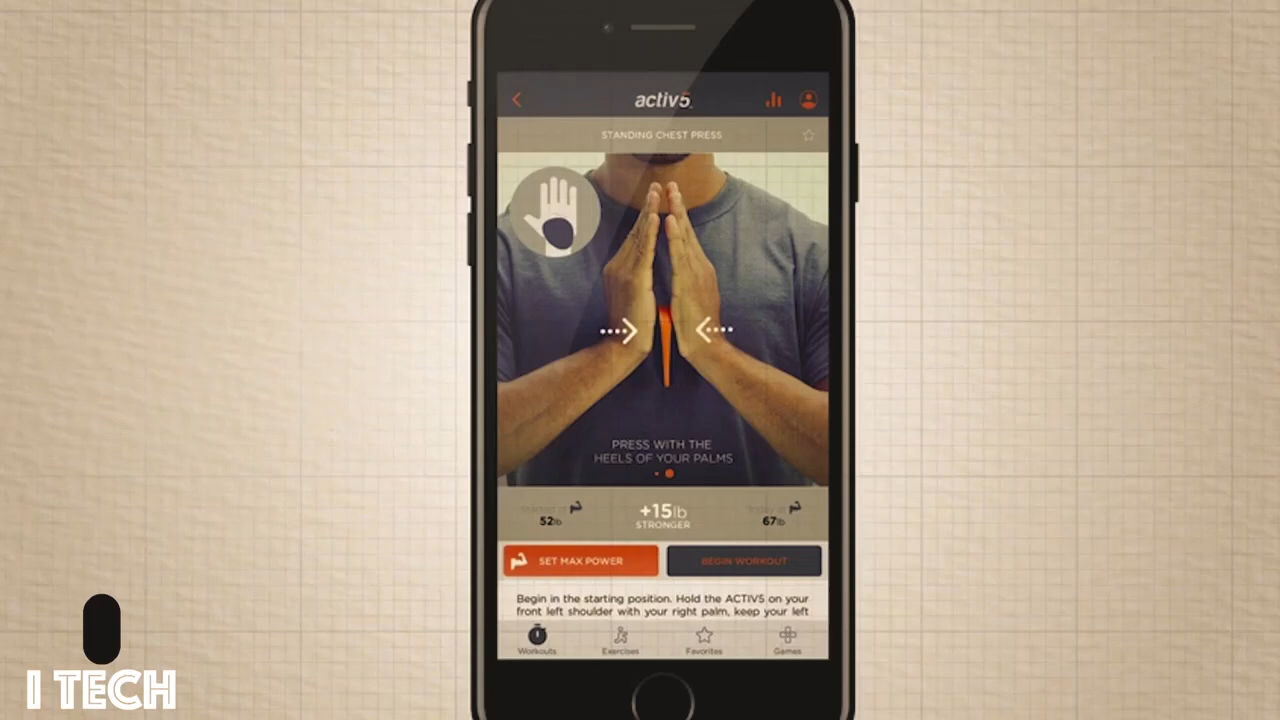 activ5
STANDING CHEST PRESS
PRESS WITH THE
HEELS OF YOUR PALMS
52lb
+15lb
STRONGER
67lb
SET MAX POWER
BEGIN WORKOUT
Begin in the starting position. Hold the ACTIV5 on your
front left shoulder with your right palm, keep your left
Workouts Exercises Favorites Games
I TECH